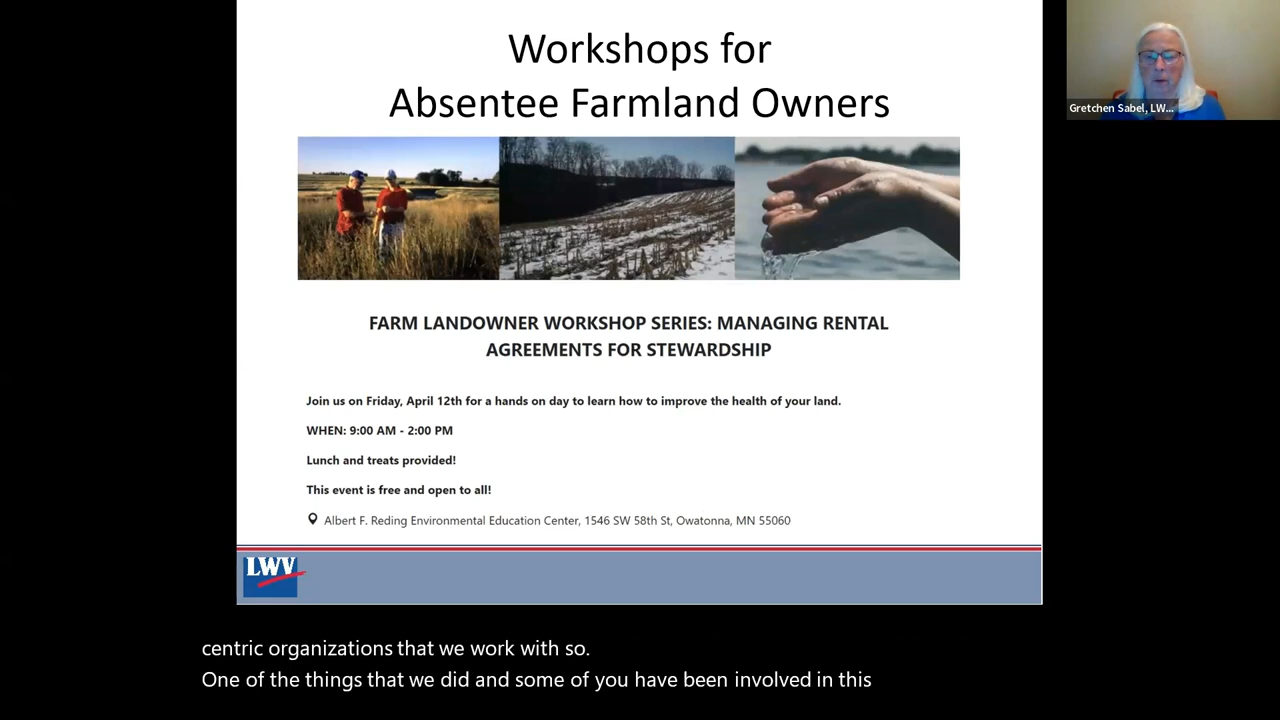 Workshops for
Absentee Farmland Owners
Gretchen Sabel, LW...
FARM LANDOWNER WORKSHOP SERIES: MANAGING RENTAL
AGREEMENTS FOR STEWARDSHIP
Join us on Friday, April 12th for a hands on day to learn how to improve the health of your land.
WHEN: 9:00 AM - 2:00 PM
Lunch and treats provided!
This event is free and open to all!
Albert F. Reding Environmental Education Center, 1546 SW 58th St, Owatonna, MN 55060
LWV
centric organizations that we work with so.
One of the things that we did and some of you have been involved in this